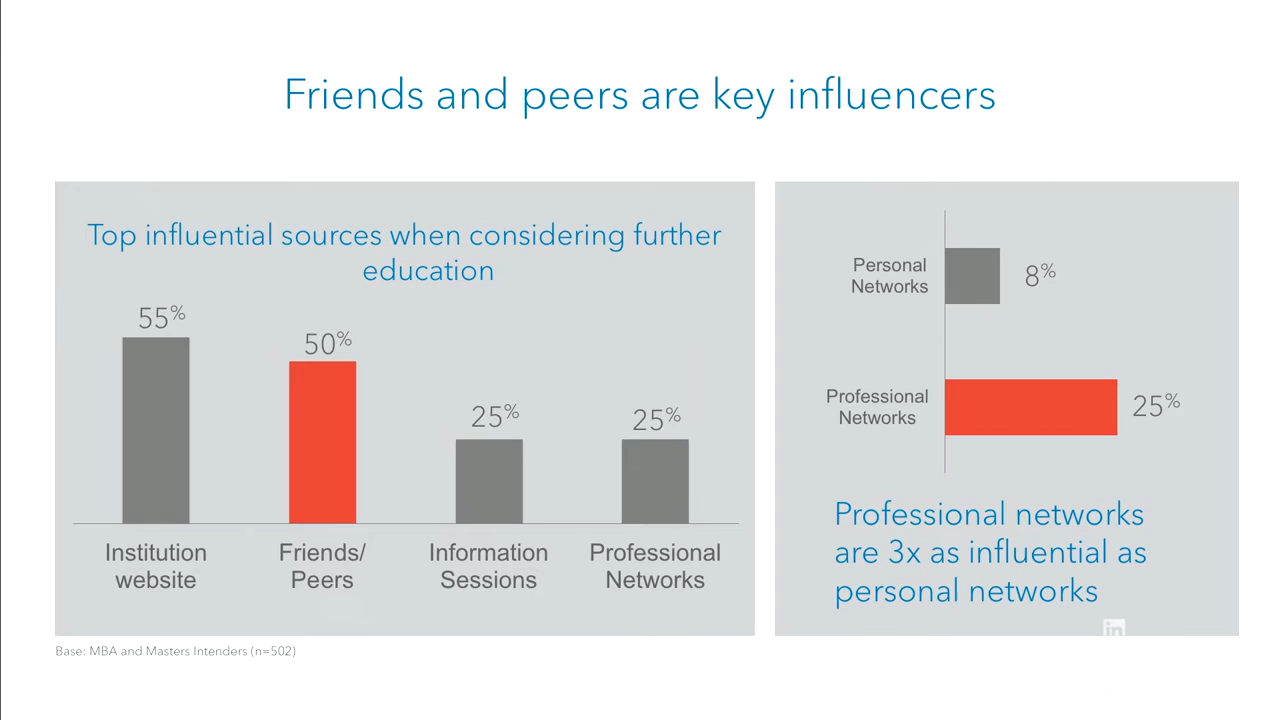 Friends and peers are key influencers
Top influential sources when considering further
education
55%
50%
25%
25%
Institution
website
Friends/
Peers
Information
Sessions
Professional
Networks
Personal
Networks
8%
Professional
Networks
25%
Professional networks
are 3x as influential as
personal networks
in
Base: MBA and Masters Intenders (n=502)